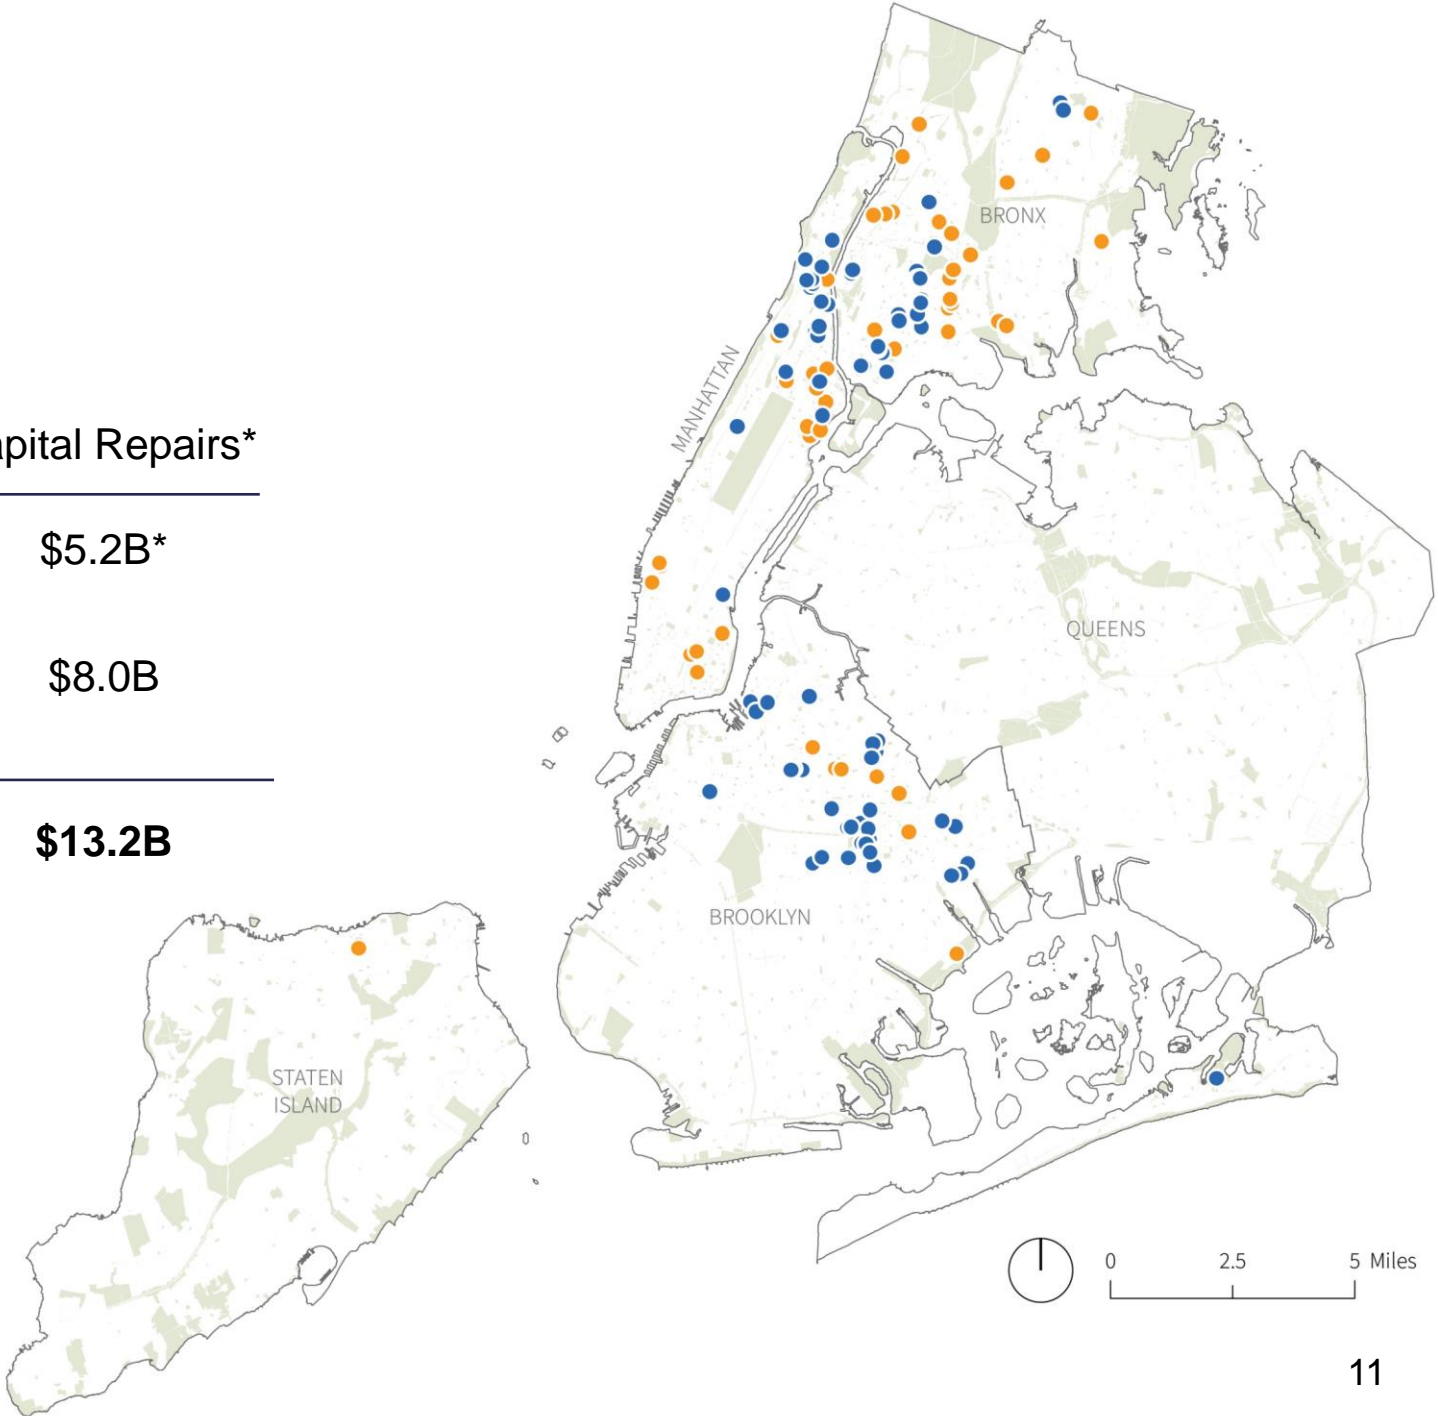 apital Repairs*
$5.2B*
$8.0B
$13.2B
BRONX
MANHATTAN
QUEENS
BROOKLYN
STATEN
ISLAND
0 2.5 5 Miles
11